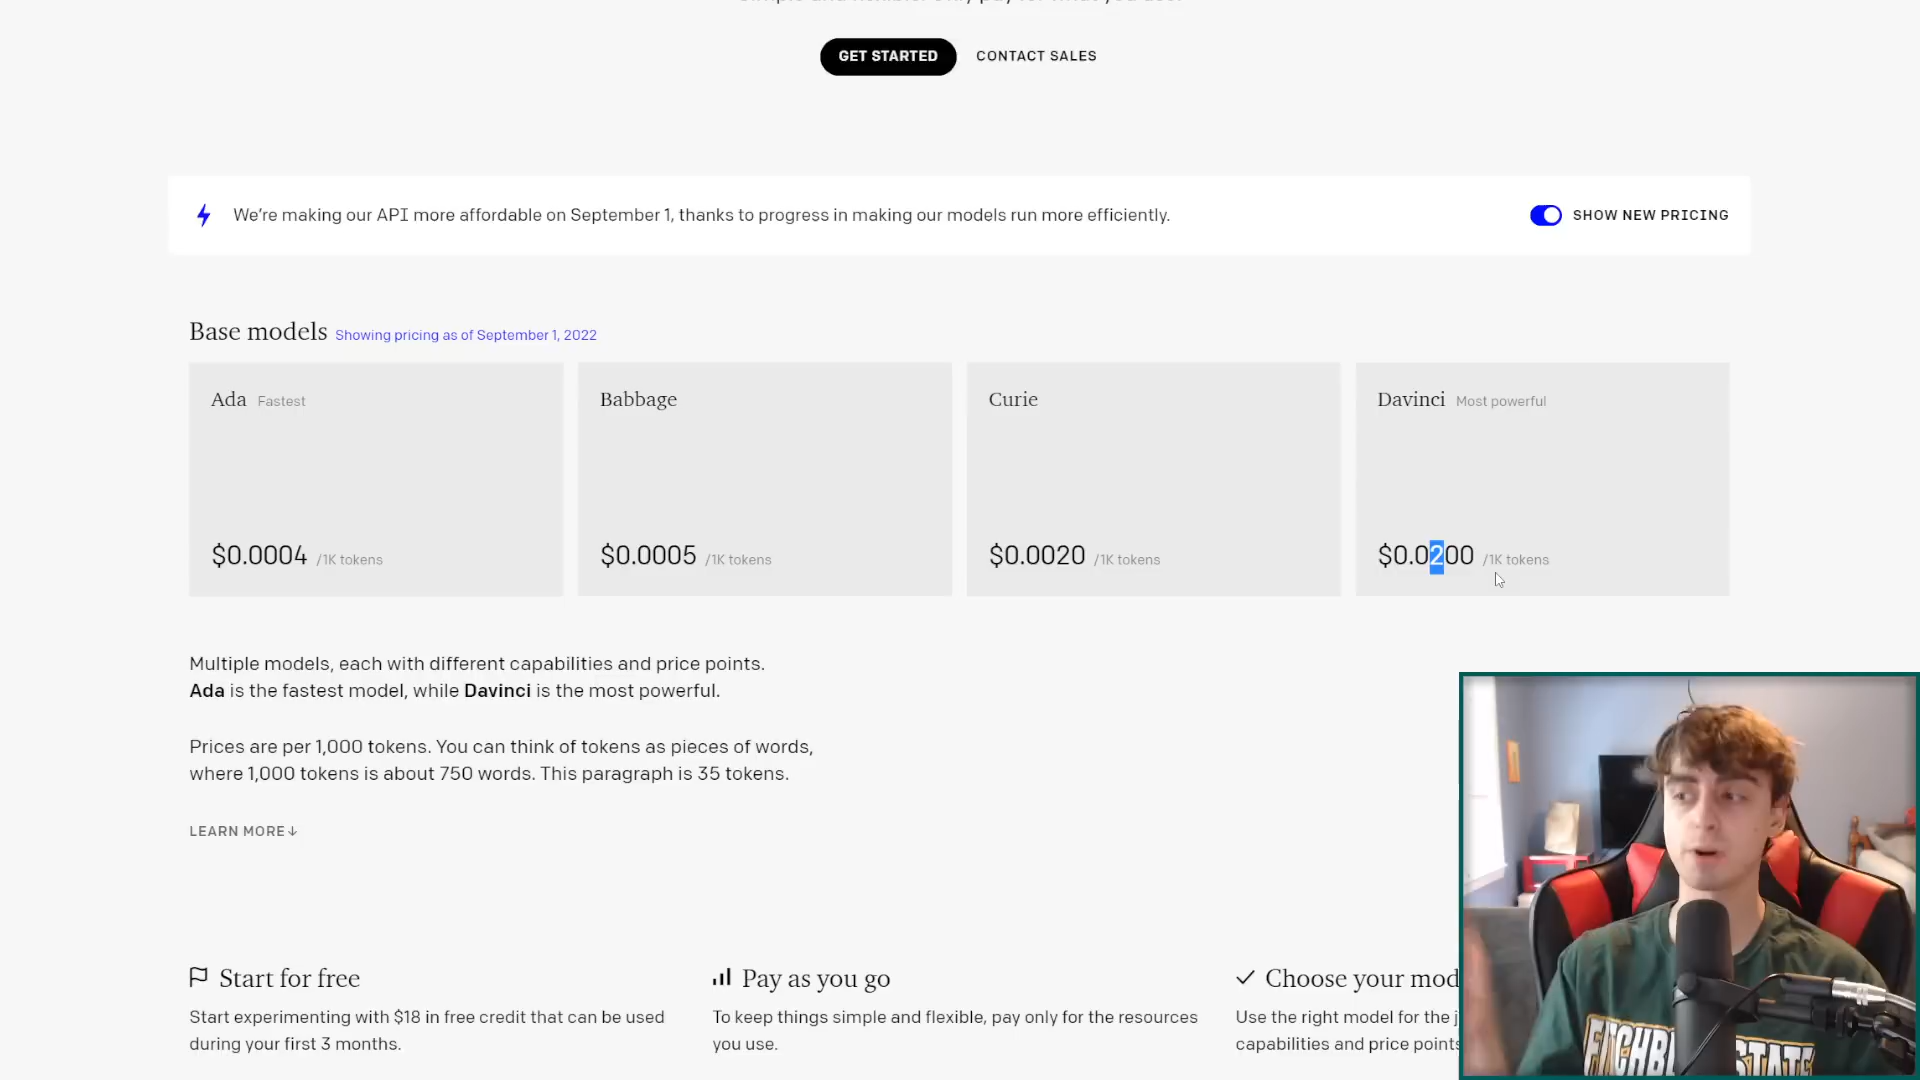 GET STARTED CONTACT SALES
We're making our API more affordable on September 1, thanks to progress in making our models run more efficiently. SHOW NEW PRICING
Base models Showing pricing as of September 1, 2022
Ada Fastest Babbage Curie Davinci Most powerful
$0.0004 /1K tokens $0.0005 /1K tokens $0.0020 /1K tokens $0.0200 /1K tokens
Multiple models, each with different capabilities and price points.
Ada is the fastest model, while Davinci is the most powerful.
Prices are per 1,000 tokens. You can think of tokens as pieces of words,
where 1,000 tokens is about 750 words. This paragraph is 35 tokens.
LEARN MORE↓
Start for free Pay as you go Choose your mod
Start experimenting with $18 in free credit that can be used To keep things simple and flexible, pay only for the resources Use the right model for the j
during your first 3 months. you use. capabilities and price points
STATE